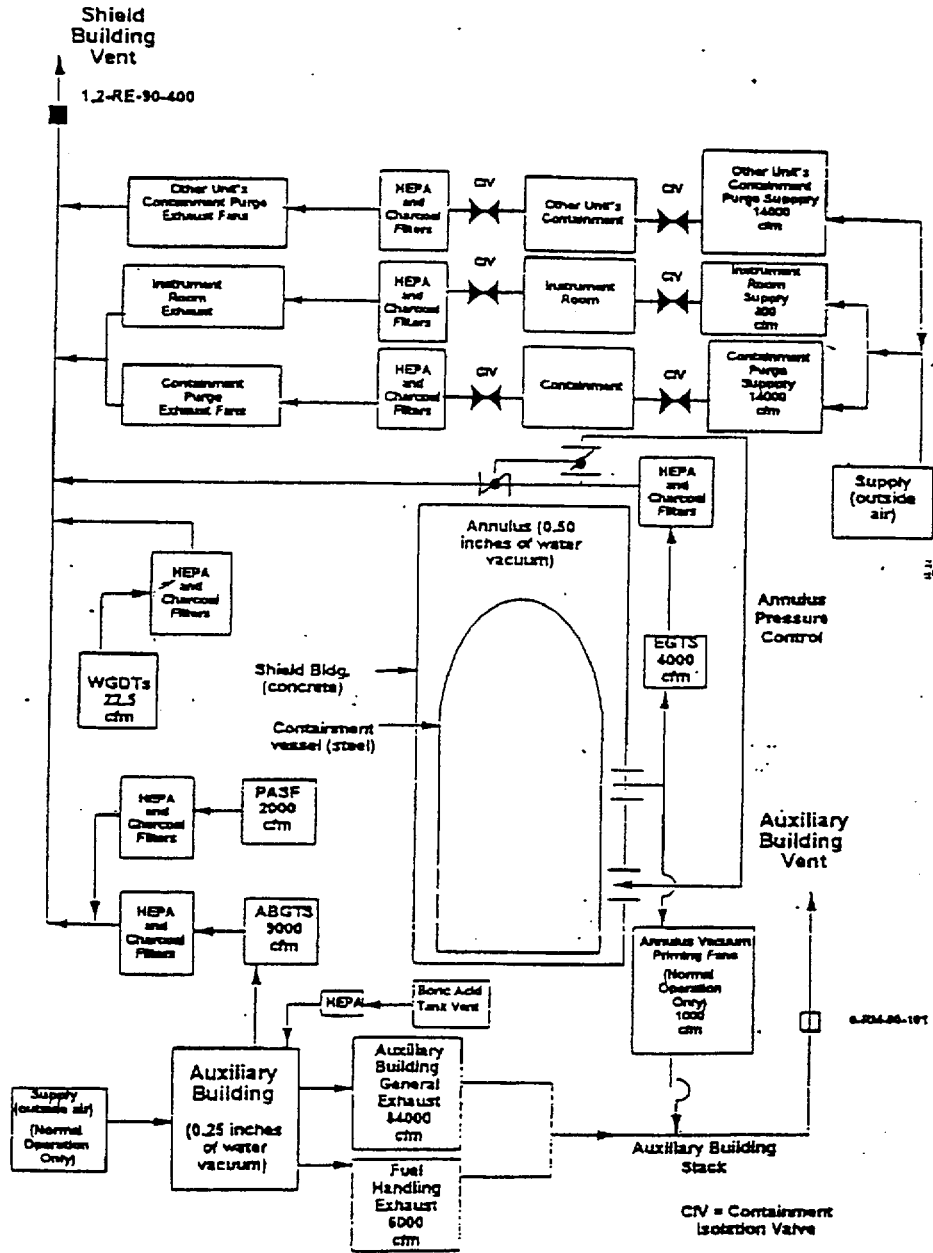 Shield
Building
Vent
1,2-RE-90-400
Other Unit's
Containment Purge
Exhaust Fans
HEPA
and
Charcoal
Filters
CIV
Other Unit's
Containment
CIV
Other Unit's
Containment
Purge Suppply
14000
cfm
Instrument
Room
Exhaust
HEPA
and
Charcoal
Filters
CIV
Instrument
Room
CIV
Instrument
Room
Supply
cfm
Containment
Purge
Exhaust Fans
HEPA
and
Charcoal
Filters
CIV
Containment
CIV
Containment
Purge
Supply
14000
cfm
HEPA
and
Charcoal
Filters
Supply
(outside
air)
Annulus (0.50
inches of water
vacuum)
HEPA
and
Charcoal
Filters
Annulus
Pressure
Control
EGTS
4000
cfm
WGDTs
22.5
cfm
Shield Bldg.
(concrete)
Containment
vessel (steel)
HEPA
and
Charcoal
Filters
PASF
2000
cfm
Auxiliary
Building
Vent
HEPA
and
Charcoal
Filters
ABGTS
9000
cfm
Annulus Vacuum
Priming Fans
(Normal
Operation
Only)
1000
cfm
HEPA
Boric Acid
Tank Vent
Supply
(outside air)
(Normal
Operation
Only)
Auxiliary
Building
(0.25 inches
of water
vacuum)
Auxiliary
Building
General
Exhaust
84000
cfm
Fuel
Handling
Exhaust
6000
cfm
Auxiliary Building
Stack
CIV = Containment
Isolation Valve